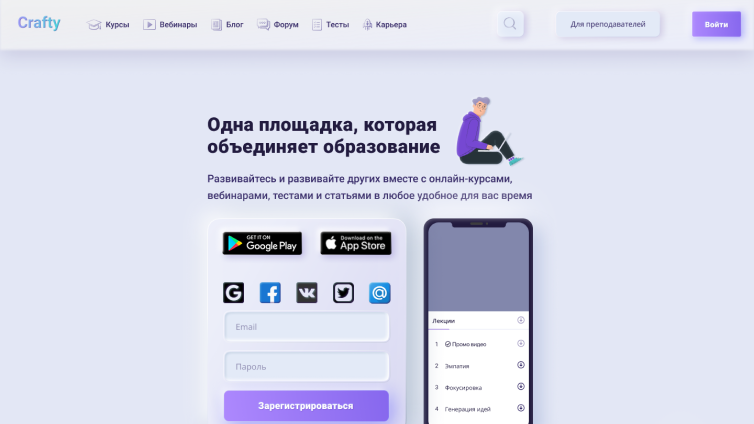 Crafty
Курсы
Вебинары
Блог
Форум
Тесты
Карьера
Для преподавателей
Войти
Одна площадка, которая
объединяет образование
Развивайтесь и развивайте других вместе с онлайн-курсами,
вебинарами, тестами и статьями в любое удобное для вас время
GET IT ON
Google Play
Download on the
App Store
Email
Пароль
Зарегистрироваться
Лекции
1 Промо видео
2 Эмпатия
3 Фокусировка
4 Генерация идей